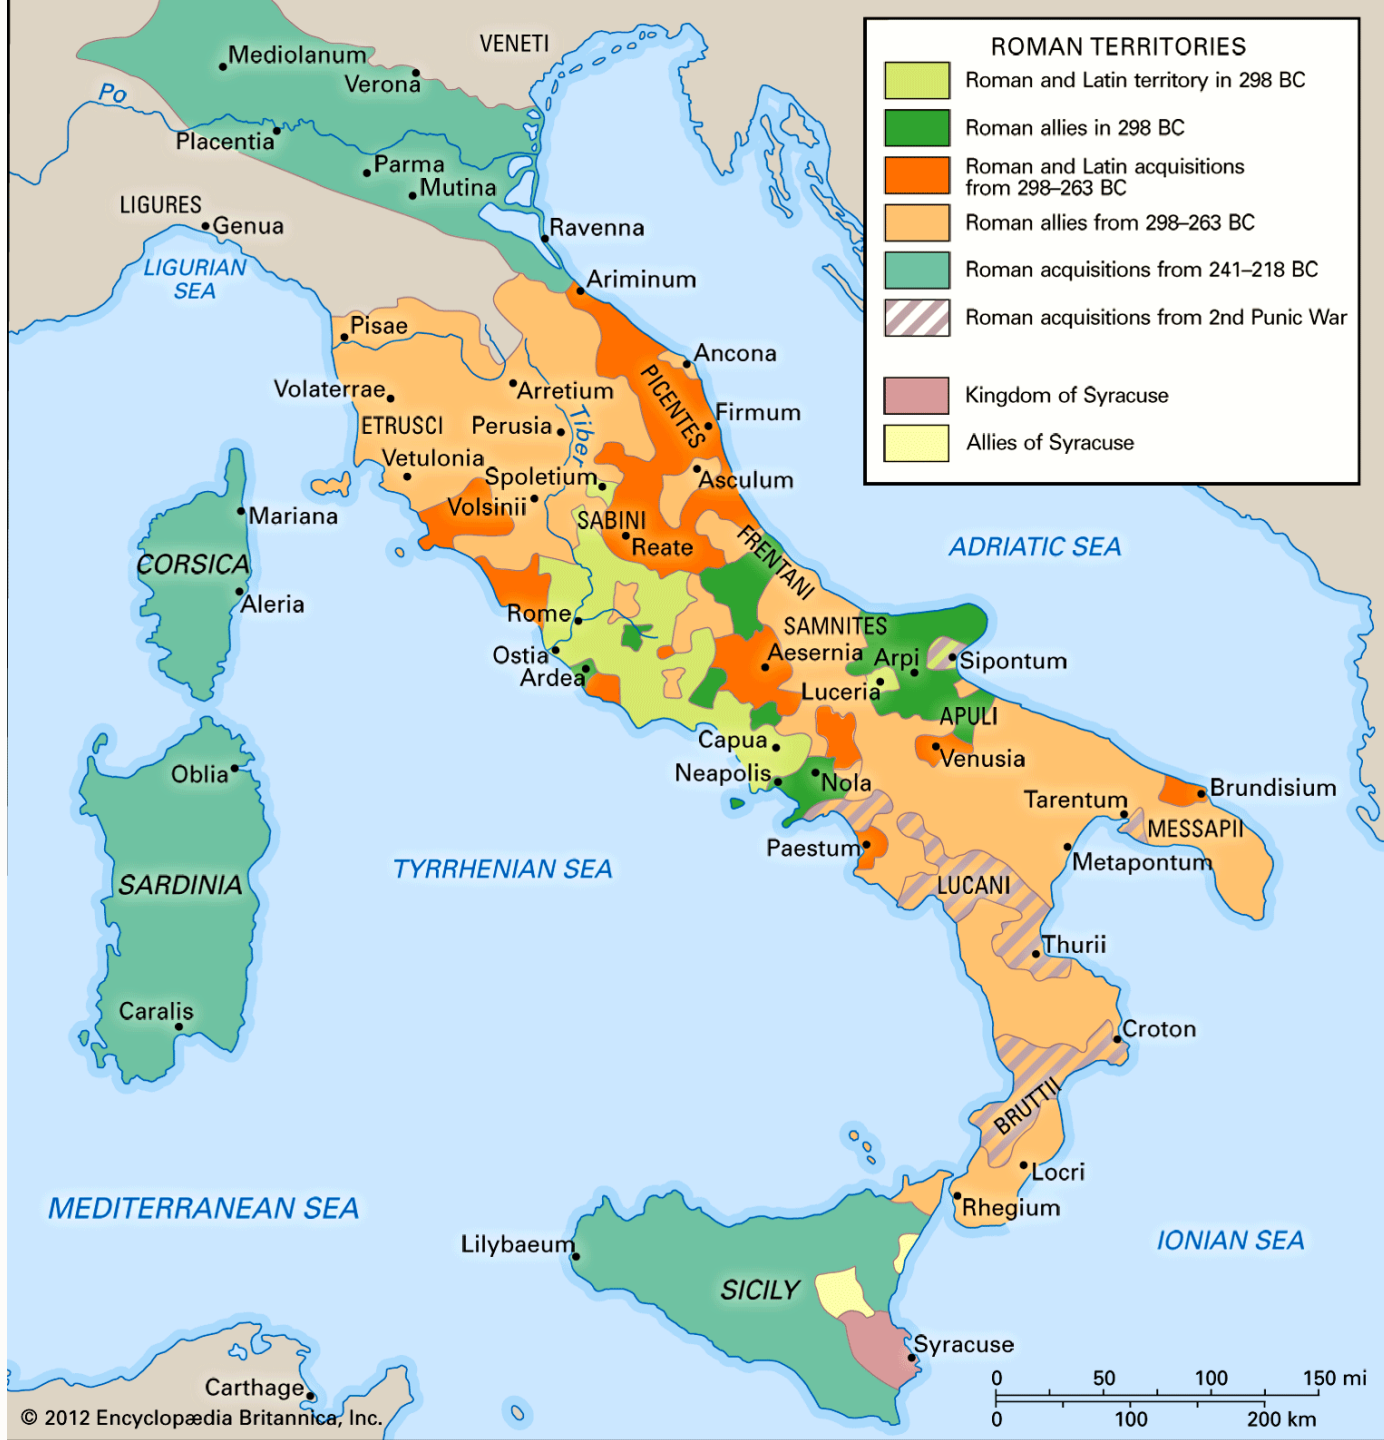 ROMAN TERRITORIES
Roman and Latin territory in 298 BC
Roman allies in 298 BC
Roman and Latin acquisitions
from 298–263 BC
Roman allies from 298–263 BC
Roman acquisitions from 241–218 BC
Roman acquisitions from 2nd Punic War
Kingdom of Syracuse
Allies of Syracuse
VENETI
Mediolanum
Verona
Po
Placentia
Parma
Mutina
LIGURES
Genua
Ravenna
LIGURIAN
SEA
Ariminum
Pisae
Ancona
Volaterrae
Arretium
PICENTES
Firmum
ETRUSCI
Perusia
Tiber
Vetulonia
Spoletium
Asculum
Volsinii
SABINI
Mariana
Reate
FRENTANI
ADRIATIC SEA
CORSICA
Aleria
Rome
SAMNITES
Ostia
Aesernia
Arpi
Sipontum
Ardea
Luceria
APULI
Capua
Venusia
Oblia
Neapolis
Nola
Brundisium
Tarentum
MESSAPII
Paestum
Metapontum
TYRRHENIAN SEA
SARDINIA
LUCANI
Thurii
Caralis
Croton
BRUTTII
Locri
MEDITERRANEAN SEA
Rhegium
Lilybaeum
IONIAN SEA
SICILY
Syracuse
0 50 100 150 mi
0 100 200 km
Carthage
© 2012 Encyclopædia Britannica, Inc.